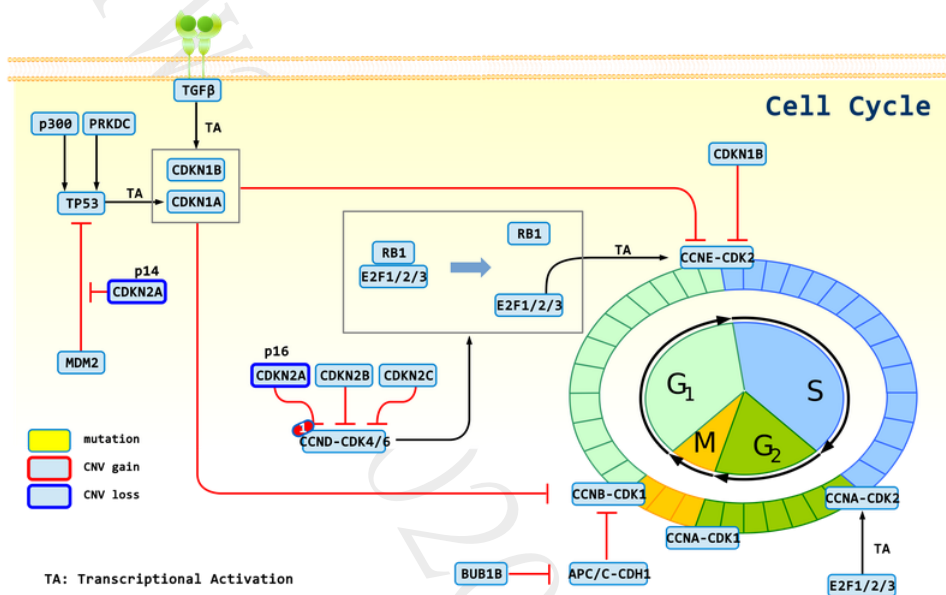 TGFβ
Cell Cycle
p300
PRKDC
TA
CDKN1B
CDKN1B
TP53
TA
CDKN1A
RB1
RB1
TA
CCNE-CDK2
E2F1/2/3
p14
CDKN2A
E2F1/2/3
MDM2
p16
CDKN2A
CDKN2B
CDKN2C
G1
S
1
CCND-CDK4/6
M
G2
mutation
CNV gain
CNV loss
CCNB-CDK1
CCNA-CDK2
CCNA-CDK1
TA
BUB1B
APC/C-CDH1
E2F1/2/3
TA: Transcriptional Activation